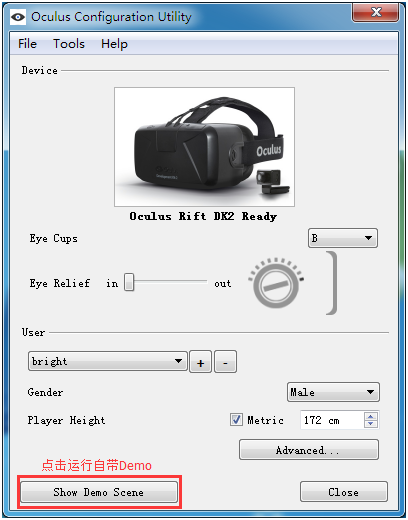 Oculus Configuration Utility
File Tools Help
Device
Oculus
Oculus Rift DK2 Ready
Eye Cups B
Eye Relief in out
User
bright + -
Gender Male
Player Height Metric 172 cm
Advanced...
点击运行自带Demo
Show Demo Scene Close